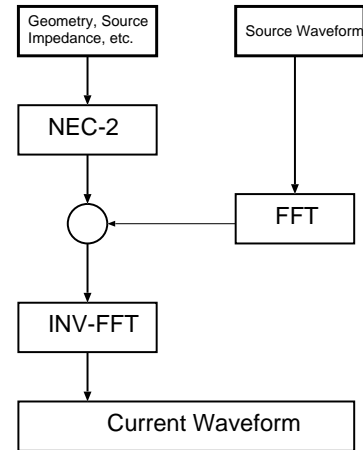 Geometry, Source
Impedance, etc.
Source Waveform
NEC-2
FFT
INV-FFT
Current Waveform